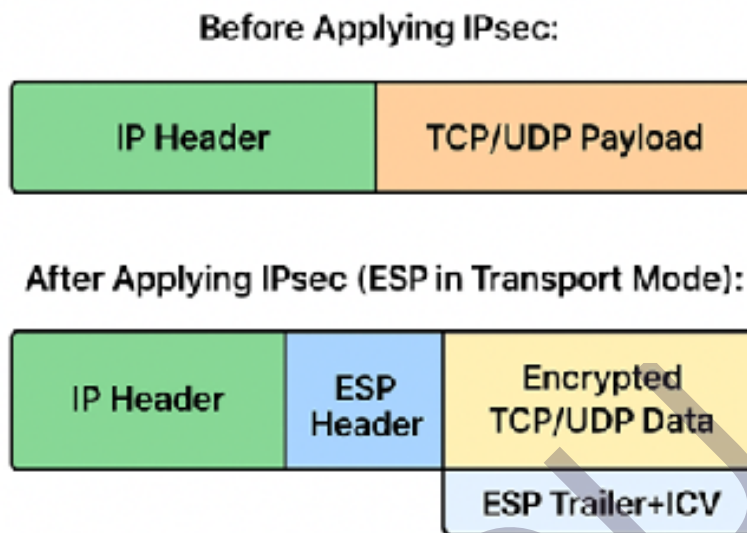 Before Applying IPsec:
IP Header
TCP/UDP Payload
After Applying IPsec (ESP in Transport Mode):
IP Header
ESP
Header
Encrypted
TCP/UDP Data
ESP Trailer+ICV